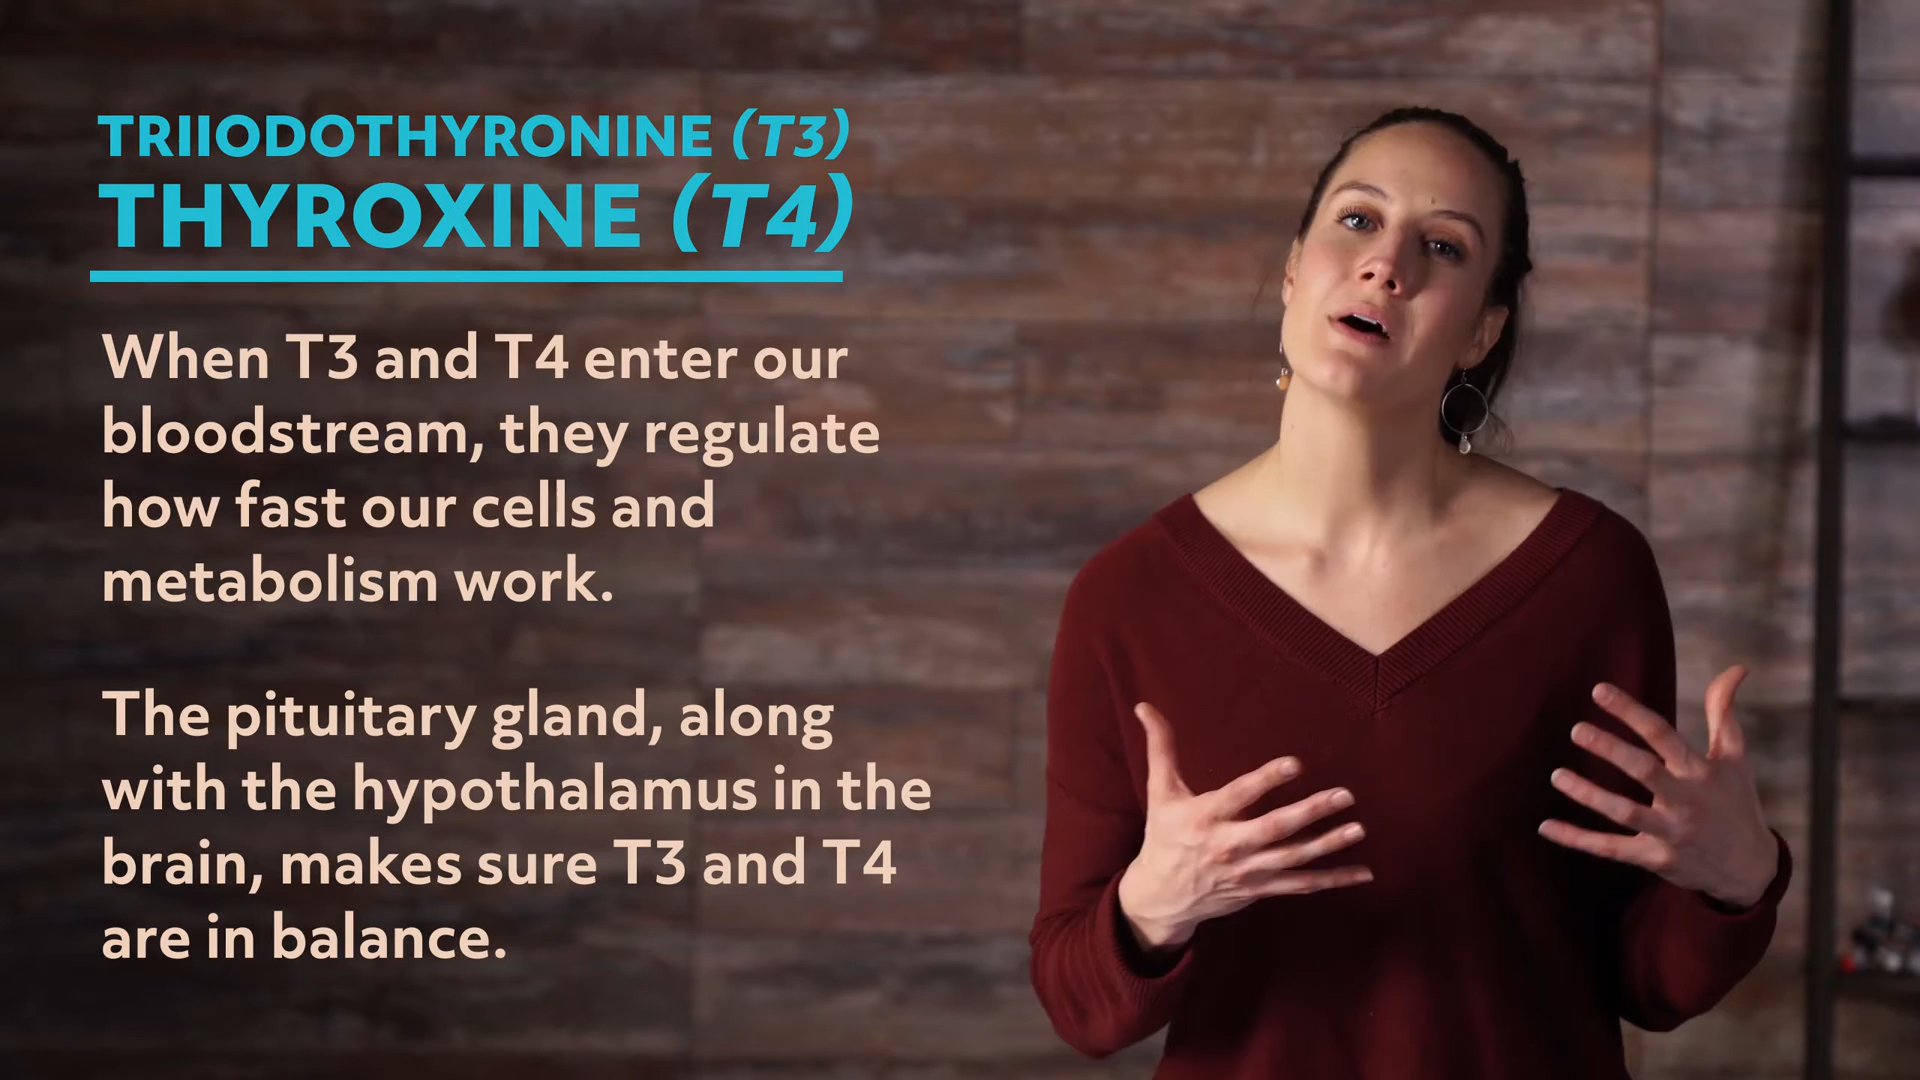 TRIIODOTHYRONINE (T3)
THYROXINE (T4)
When T3 and T4 enter our
bloodstream, they regulate
how fast our cells and
metabolism work.
The pituitary gland, along
with the hypothalamus in the
brain, makes sure T3 and T4
are in balance.